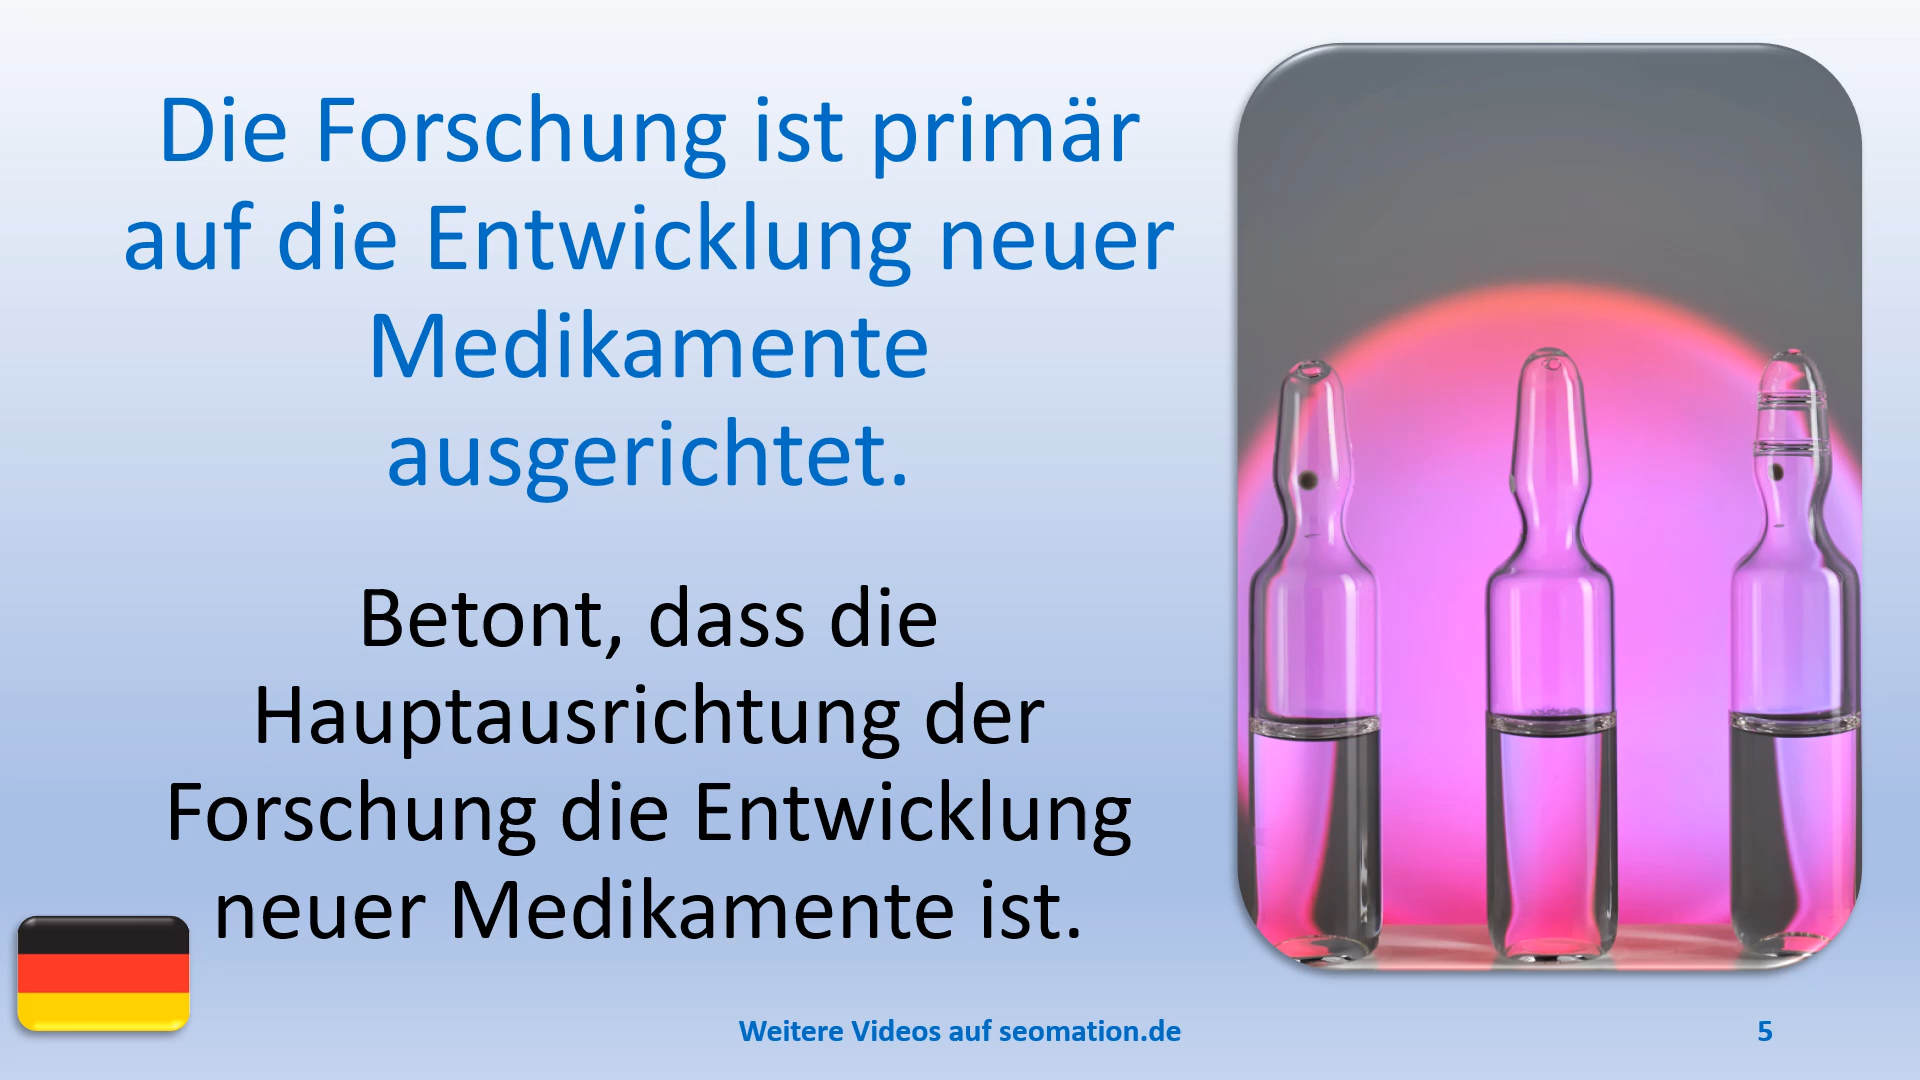 Die Forschung ist primär
auf die Entwicklung neuer
Medikamente
ausgerichtet.
Betont, dass die
Hauptausrichtung der
Forschung die Entwicklung
neuer Medikamente ist.
Weitere Videos auf seomation.de
5